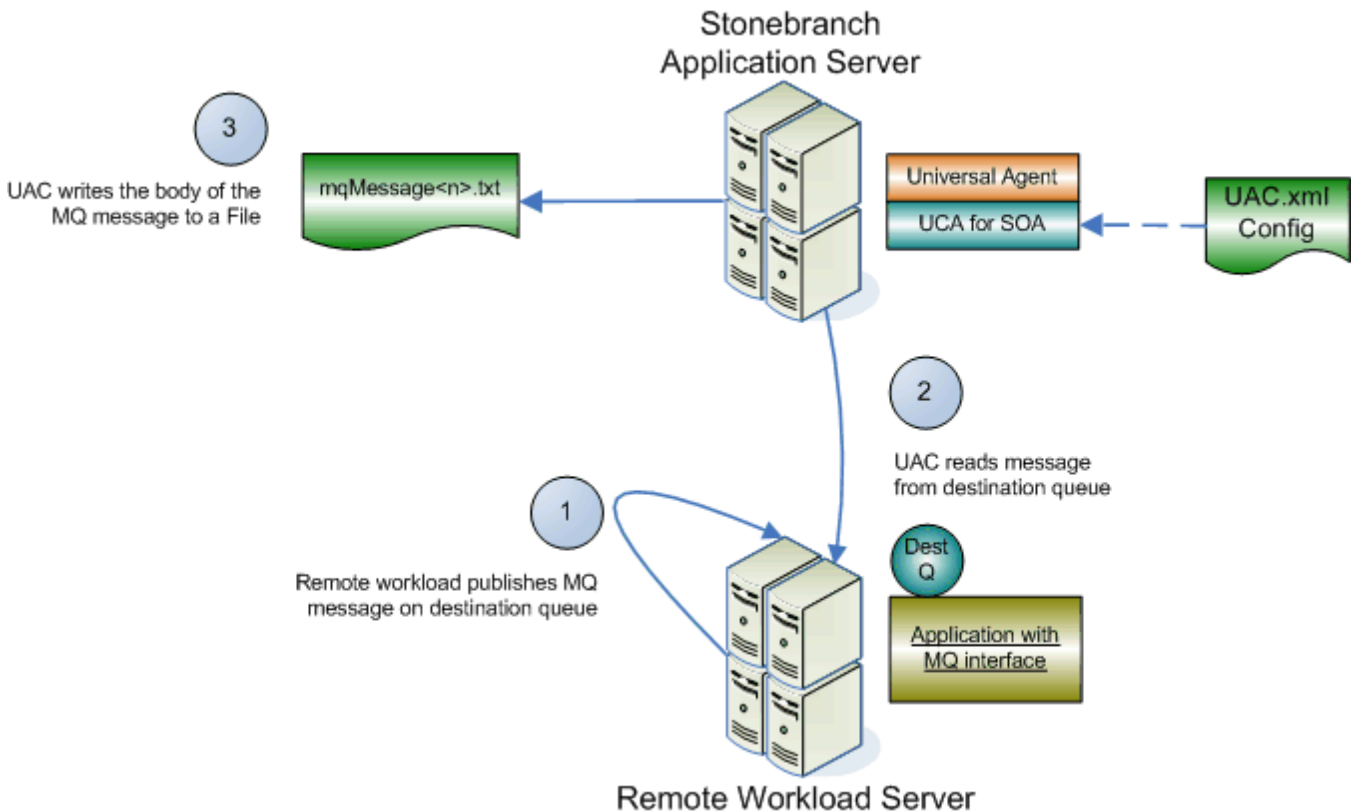 Stonebranch
Application Server
3
UAC writes the body of the
MQ message to a File
mqMessage<n>.txt
Universal Agent
UCA for SOA
UAC.xml
Config
2
UAC reads message
from destination queue
1
Remote workload publishes MQ
message on destination queue
Dest
Q
Application with
MQ interface
Remote Workload Server